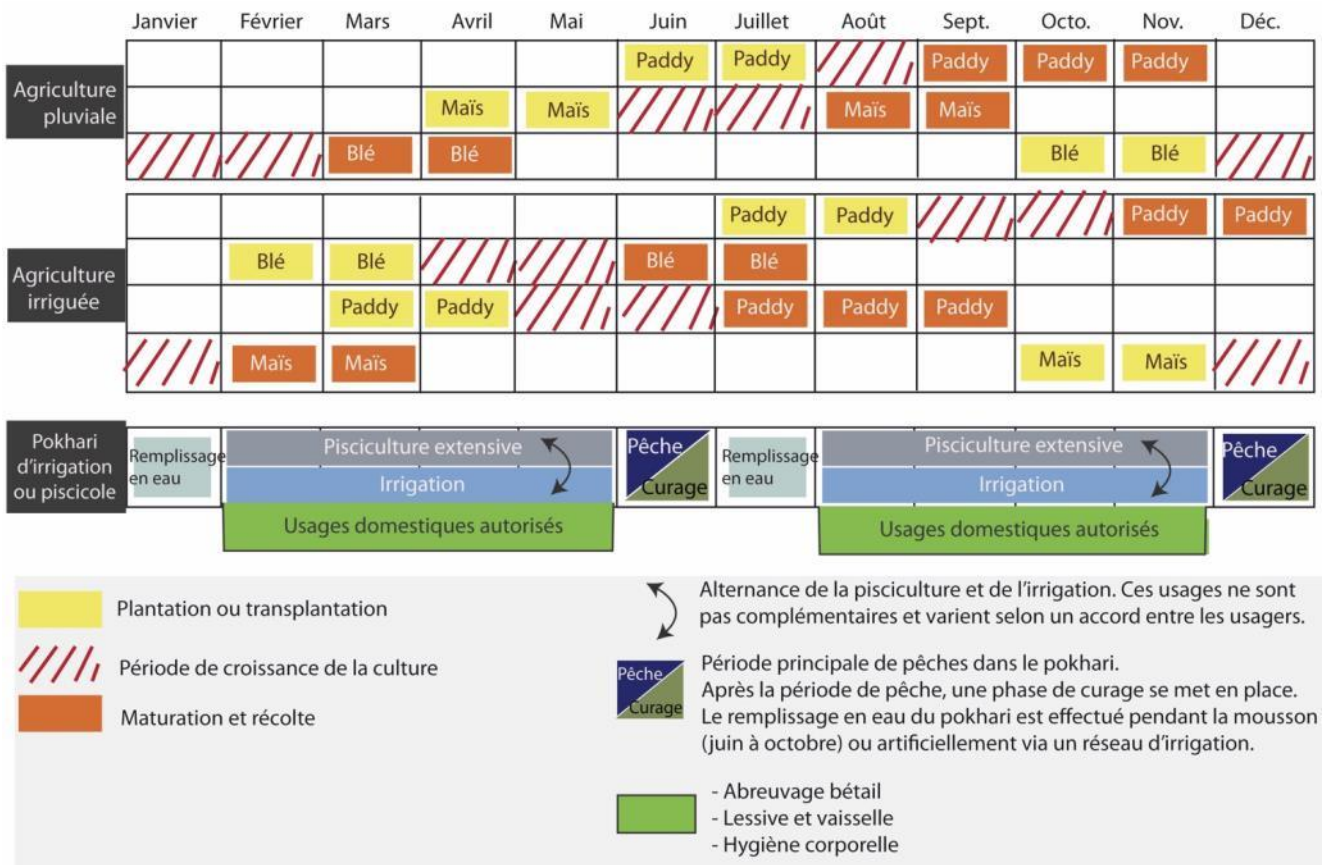 Janvier Février Mars Avril Mai Juin Juillet Août Sept. Octo. Nov. Déc.
Agriculture
pluviale
Paddy Paddy Paddy Paddy Paddy
Maïs Maïs Maïs Maïs
Blé Blé Blé Blé
Agriculture
irriguée
Paddy Paddy Paddy Paddy
Blé Blé Blé Blé
Paddy Paddy Paddy Paddy Paddy
Maïs Maïs Maïs Maïs
Pokhari
d'irrigation
ou piscicole
Remplissage
en eau
Pisciculture extensive
Irrigation
Usages domestiques autorisés
Pêche
Curage
Remplissage
en eau
Pisciculture extensive
Irrigation
Usages domestiques autorisés
Pêche
Curage
Plantation ou transplantation
Période de croissance de la culture
Maturation et récolte
Alternance de la pisciculture et de l'irrigation. Ces usages ne sont
pas complémentaires et varient selon un accord entre les usagers.
Pêche
Curage
Période principale de pêches dans le pokhari.
Après la période de pêche, une phase de curage se met en place.
Le remplissage en eau du pokhari est effectué pendant la mousson
(juin à octobre) ou artificiellement via un réseau d'irrigation.
- Abreuvage bétail
- Lessive et vaisselle
- Hygiène corporelle